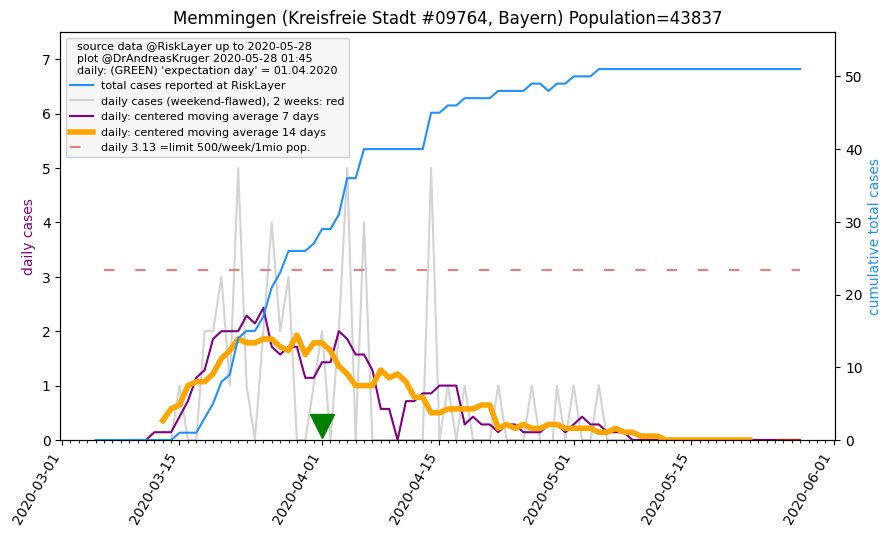 Memmingen (Kreisfreie Stadt #09764, Bayern) Population=43837
source data @RiskLayer up to 2020-05-28
plot @DrAndreasKruger 2020-05-28 01:45
daily: (GREEN) 'expectation day' = 01.04.2020
total cases reported at RiskLayer
daily cases (weekend-flawed), 2 weeks: red
daily: centered moving average 7 days
daily: centered moving average 14 days
daily 3.13 =limit 500/week/1mio pop.
daily cases
7
6
5
4
3
2
1
0
cumulative total cases
50
40
30
20
10
0
2020-03-01
2020-03-15
2020-04-01
2020-04-15
2020-05-01
2020-05-15
2020-06-01